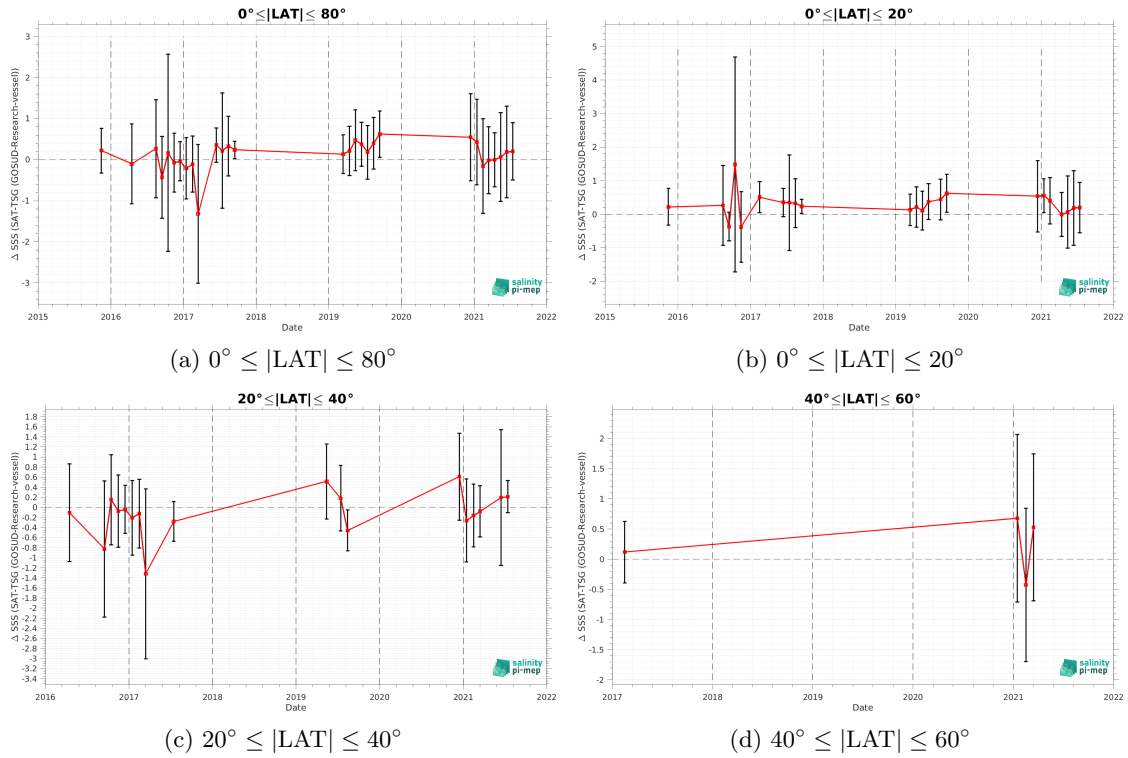 0°≤|LAT|≤ 80°
Δ SSS (SAT-TSG (GOSUD-Research-vessel))
3
2
1
0
-1
-2
-3
2015 2016 2017 2018 2019 2020 2021 2022
Date
salinity
pi-mep
(a) 0° ≤ |LAT| ≤ 80°
0°≤|LAT|≤ 20°
Δ SSS (SAT-TSG (GOSUD-Research-vessel))
5
4
3
2
1
0
-1
-2
2015 2016 2017 2018 2019 2020 2021 2022
Date
salinity
pi-mep
(b) 0° ≤ |LAT| ≤ 20°
20°≤|LAT|≤ 40°
Δ SSS (SAT-TSG (GOSUD-Research-vessel))
1.8
1.6
1.4
1.2
1
0.8
0.6
0.4
0.2
0
-0.2
-0.4
-0.6
-0.8
-1
-1.2
-1.4
-1.6
-1.8
-2
-2.2
-2.4
-2.6
-2.8
-3
-3.2
-3.4
2016 2017 2018 2019 2020 2021 2022
Date
salinity
pi-mep
(c) 20° ≤ |LAT| ≤ 40°
40°≤|LAT|≤ 60°
Δ SSS (SAT-TSG (GOSUD-Research-vessel))
2
1.5
1
0.5
0
-0.5
-1
-1.5
-2
2017 2018 2019 2020 2021 2022
Date
salinity
pi-mep
(d) 40° ≤ |LAT| ≤ 60°